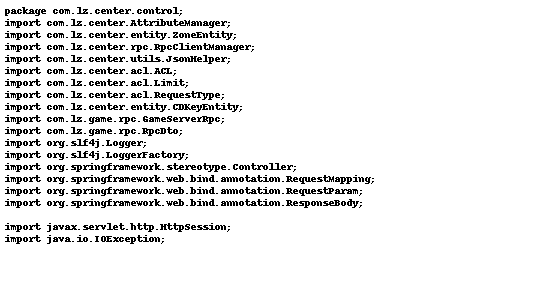 package com.lz.center.control;
import com.lz.center.AttributeManager;
import com.lz.center.entity.ZoneEntity;
import com.lz.center.rpc.RpcClientManager;
import com.lz.center.utils.JsonHelper;
import com.lz.center.acl.ACL;
import com.lz.center.acl.Limit;
import com.lz.center.acl.RequestType;
import com.lz.center.entity.CDKeyEntity;
import com.lz.game.rpc.GameServerRpc;
import com.lz.game.rpc.RpcDto;
import org.slf4j.Logger;
import org.slf4j.LoggerFactory;
import org.springframework.stereotype.Controller;
import org.springframework.web.bind.annotation.RequestMapping;
import org.springframework.web.bind.annotation.RequestParam;
import org.springframework.web.bind.annotation.ResponseBody;
import javax.servlet.http.HttpSession;
import java.io.IOException;